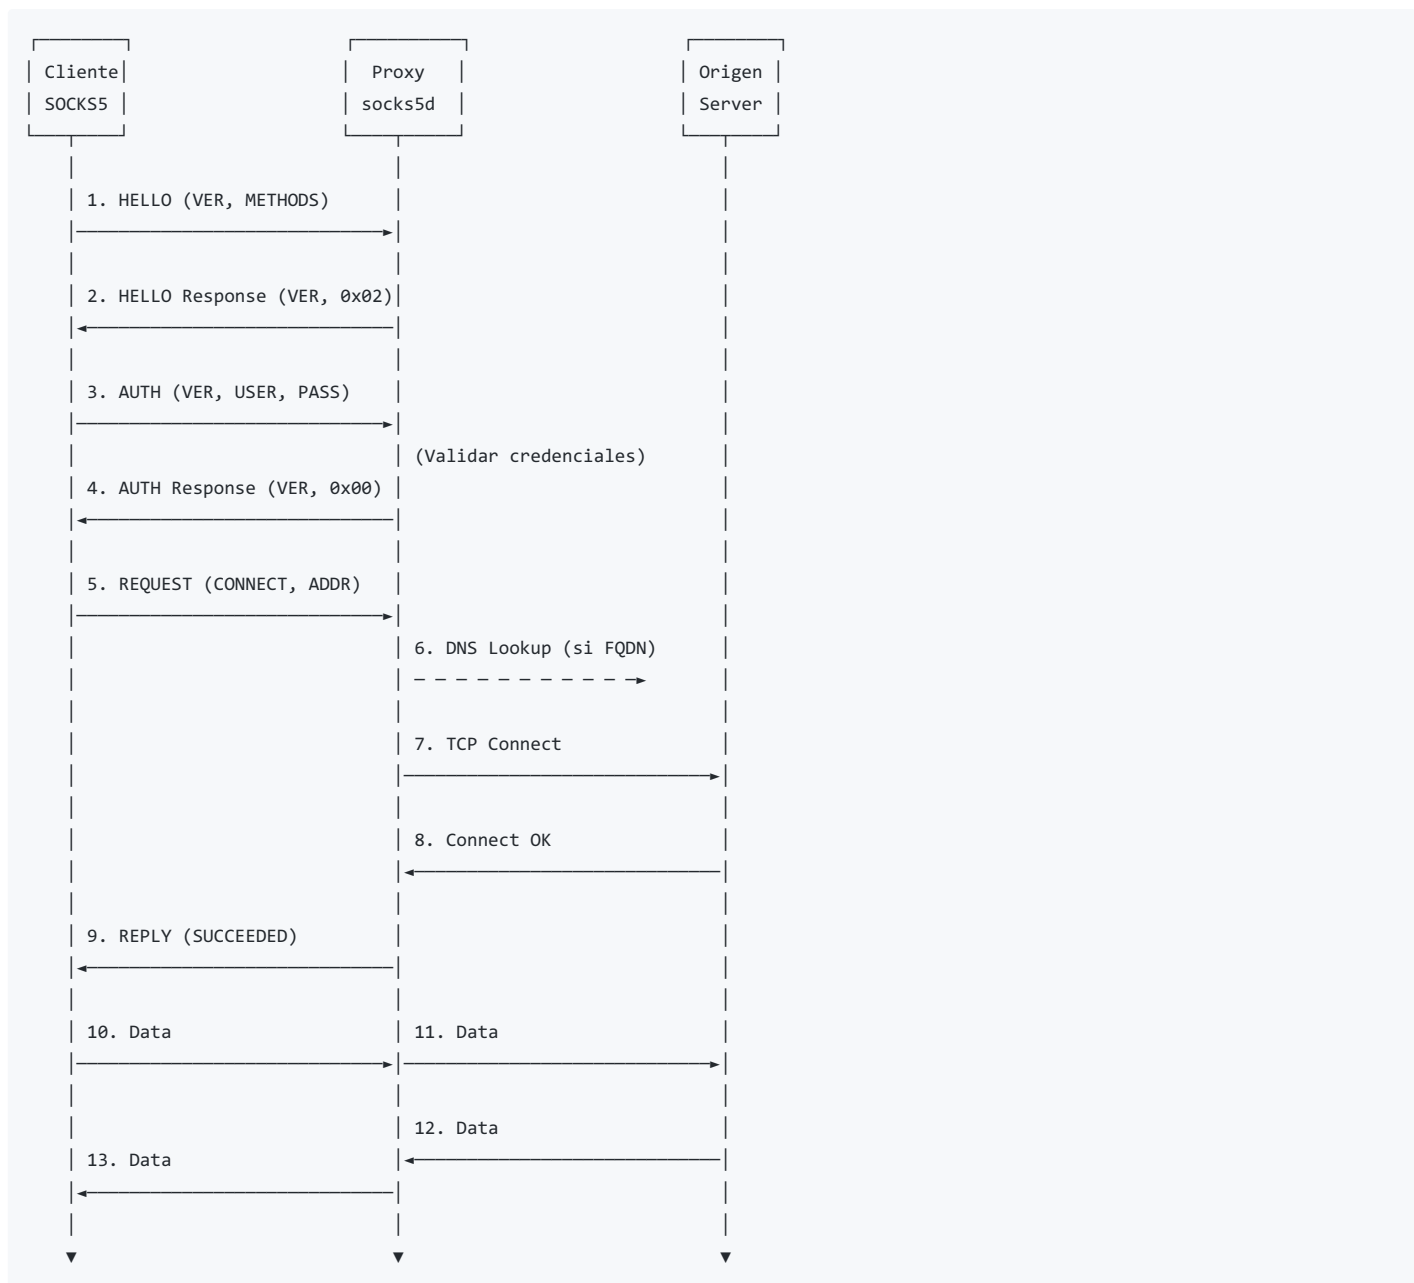 Cliente Proxy Origen
SOCKS5 socks5d Server
1. HELLO (VER, METHODS)
2. HELLO Response (VER, 0x02)
3. AUTH (VER, USER, PASS)
(Validar credenciales)
4. AUTH Response (VER, 0x00)
5. REQUEST (CONNECT, ADDR)
6. DNS Lookup (si FQDN)
7. TCP Connect
8. Connect OK
9. REPLY (SUCCEEDED)
10. Data 11. Data
12. Data
13. Data